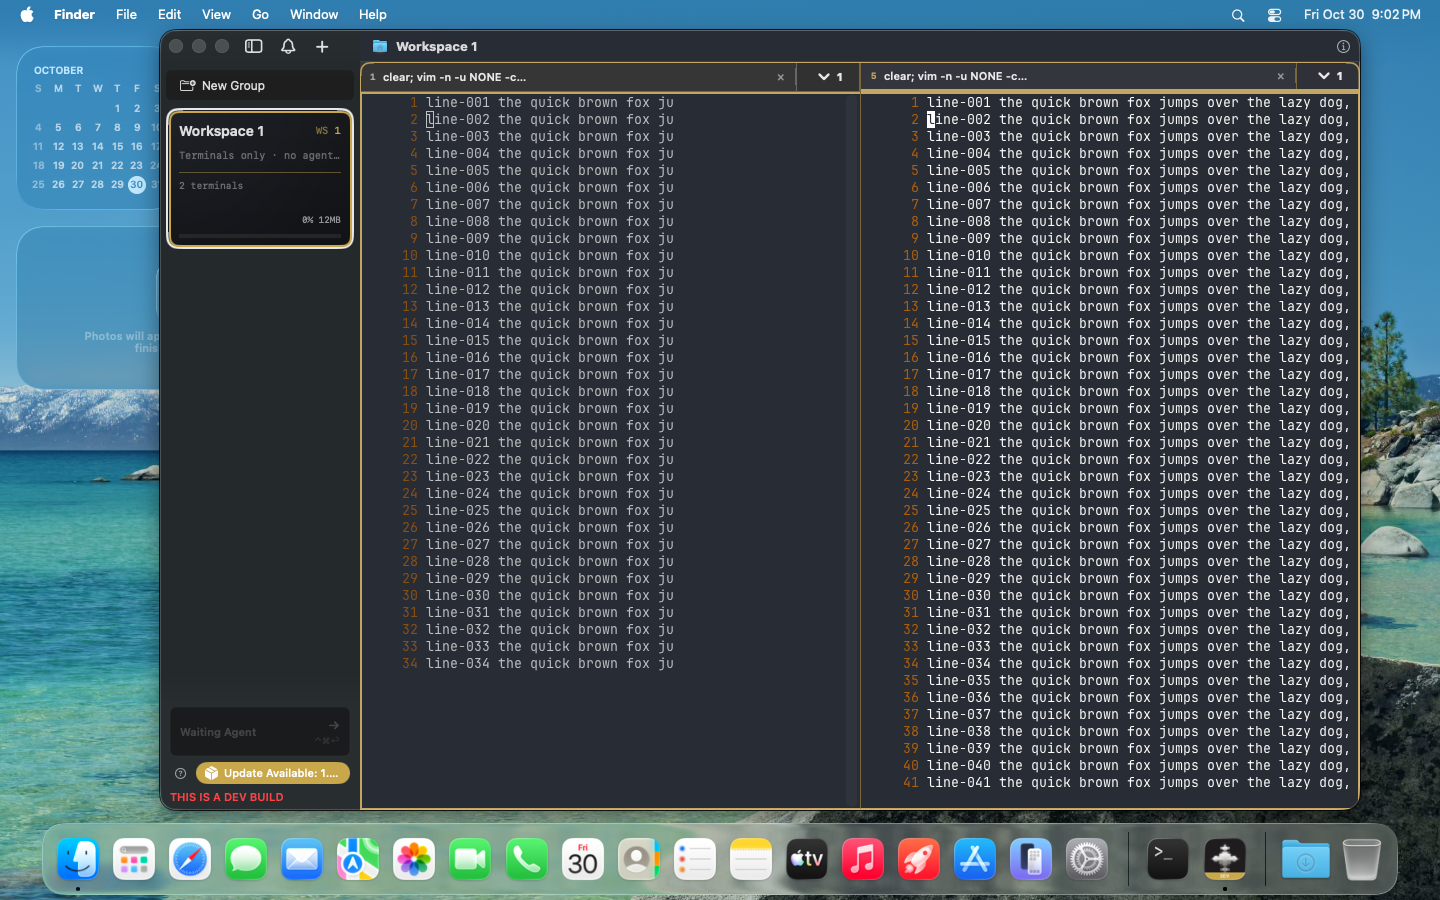 Finder File Edit View Go Window Help
Fri Oct 30 9:02 PM
OCTOBER
S M T W T F S
1 2 3
4 5 6 7 8 9 10
11 12 13 14 15 16 17
18 19 20 21 22 23 24
25 26 27 28 29 30 31
Photos will ap
finis
New Group
Workspace 1
WS 1
Terminals only · no agent…
2 terminals
0% 12MB
Waiting Agent
^⌘↩
Update Available: 1....
THIS IS A DEV BUILD
Workspace 1
1 clear; vim -n -u NONE -c... × 1
1 line-001 the quick brown fox ju
2 line-002 the quick brown fox ju
3 line-003 the quick brown fox ju
4 line-004 the quick brown fox ju
5 line-005 the quick brown fox ju
6 line-006 the quick brown fox ju
7 line-007 the quick brown fox ju
8 line-008 the quick brown fox ju
9 line-009 the quick brown fox ju
10 line-010 the quick brown fox ju
11 line-011 the quick brown fox ju
12 line-012 the quick brown fox ju
13 line-013 the quick brown fox ju
14 line-014 the quick brown fox ju
15 line-015 the quick brown fox ju
16 line-016 the quick brown fox ju
17 line-017 the quick brown fox ju
18 line-018 the quick brown fox ju
19 line-019 the quick brown fox ju
20 line-020 the quick brown fox ju
21 line-021 the quick brown fox ju
22 line-022 the quick brown fox ju
23 line-023 the quick brown fox ju
24 line-024 the quick brown fox ju
25 line-025 the quick brown fox ju
26 line-026 the quick brown fox ju
27 line-027 the quick brown fox ju
28 line-028 the quick brown fox ju
29 line-029 the quick brown fox ju
30 line-030 the quick brown fox ju
31 line-031 the quick brown fox ju
32 line-032 the quick brown fox ju
33 line-033 the quick brown fox ju
34 line-034 the quick brown fox ju
5 clear; vim -n -u NONE -c... × 1
1 line-001 the quick brown fox jumps over the lazy dog,
2 line-002 the quick brown fox jumps over the lazy dog,
3 line-003 the quick brown fox jumps over the lazy dog,
4 line-004 the quick brown fox jumps over the lazy dog,
5 line-005 the quick brown fox jumps over the lazy dog,
6 line-006 the quick brown fox jumps over the lazy dog,
7 line-007 the quick brown fox jumps over the lazy dog,
8 line-008 the quick brown fox jumps over the lazy dog,
9 line-009 the quick brown fox jumps over the lazy dog,
10 line-010 the quick brown fox jumps over the lazy dog,
11 line-011 the quick brown fox jumps over the lazy dog,
12 line-012 the quick brown fox jumps over the lazy dog,
13 line-013 the quick brown fox jumps over the lazy dog,
14 line-014 the quick brown fox jumps over the lazy dog,
15 line-015 the quick brown fox jumps over the lazy dog,
16 line-016 the quick brown fox jumps over the lazy dog,
17 line-017 the quick brown fox jumps over the lazy dog,
18 line-018 the quick brown fox jumps over the lazy dog,
19 line-019 the quick brown fox jumps over the lazy dog,
20 line-020 the quick brown fox jumps over the lazy dog,
21 line-021 the quick brown fox jumps over the lazy dog,
22 line-022 the quick brown fox jumps over the lazy dog,
23 line-023 the quick brown fox jumps over the lazy dog,
24 line-024 the quick brown fox jumps over the lazy dog,
25 line-025 the quick brown fox jumps over the lazy dog,
26 line-026 the quick brown fox jumps over the lazy dog,
27 line-027 the quick brown fox jumps over the lazy dog,
28 line-028 the quick brown fox jumps over the lazy dog,
29 line-029 the quick brown fox jumps over the lazy dog,
30 line-030 the quick brown fox jumps over the lazy dog,
31 line-031 the quick brown fox jumps over the lazy dog,
32 line-032 the quick brown fox jumps over the lazy dog,
33 line-033 the quick brown fox jumps over the lazy dog,
34 line-034 the quick brown fox jumps over the lazy dog,
35 line-035 the quick brown fox jumps over the lazy dog,
36 line-036 the quick brown fox jumps over the lazy dog,
37 line-037 the quick brown fox jumps over the lazy dog,
38 line-038 the quick brown fox jumps over the lazy dog,
39 line-039 the quick brown fox jumps over the lazy dog,
40 line-040 the quick brown fox jumps over the lazy dog,
41 line-041 the quick brown fox jumps over the lazy dog,
Fri
30
tv
>_
DEV